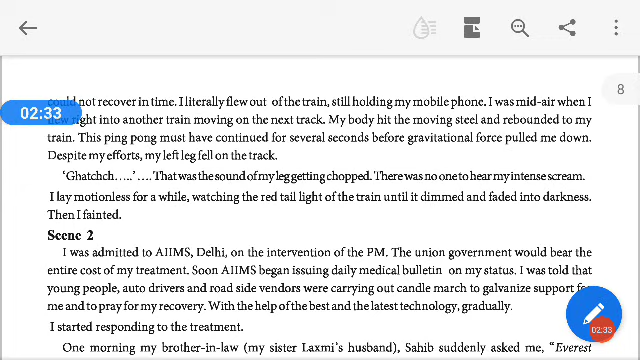 8
could not recover in time. I literally flew out of the train, still holding my mobile phone. I was mid-air when I
02:33
right into another train moving on the next track. My body hit the moving steel and rebounded to my
train. This ping pong must have continued for several seconds before gravitational force pulled me down.
Despite my efforts, my left leg fell on the track.
‘Ghatchch…..’…. That was the sound of my leg getting chopped. There was no one to hear my intense scream.
I lay motionless for a while, watching the red tail light of the train until it dimmed and faded into darkness.
Then I fainted.
Scene 2
I was admitted to AIIMS, Delhi, on the intervention of the PM. The union government would bear the
entire cost of my treatment. Soon AIIMS began issuing daily medical bulletin on my status. I was told that
young people, auto drivers and road side vendors were carrying out candle march to galvanize support for
me and to pray for my recovery. With the help of the best and the latest technology, gradually.
I started responding to the treatment.
02:33
One morning my brother-in-law (my sister Laxmi’s husband), Sahib suddenly asked me, “Everest